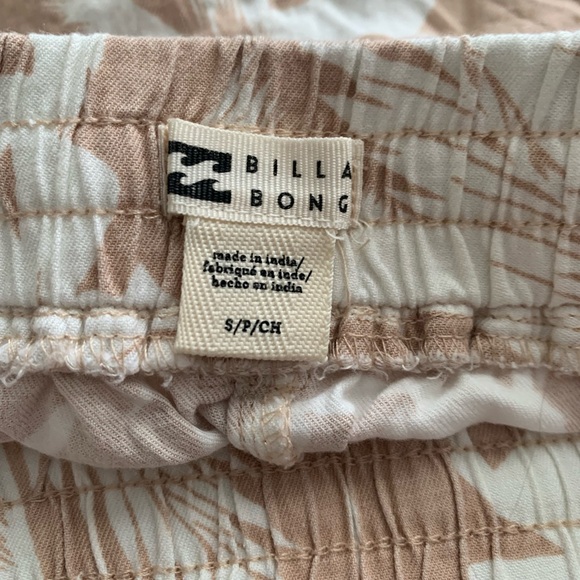 BILLA
BONG
made in india/
fabriqué en inde/
hecho en india
S/P/CH